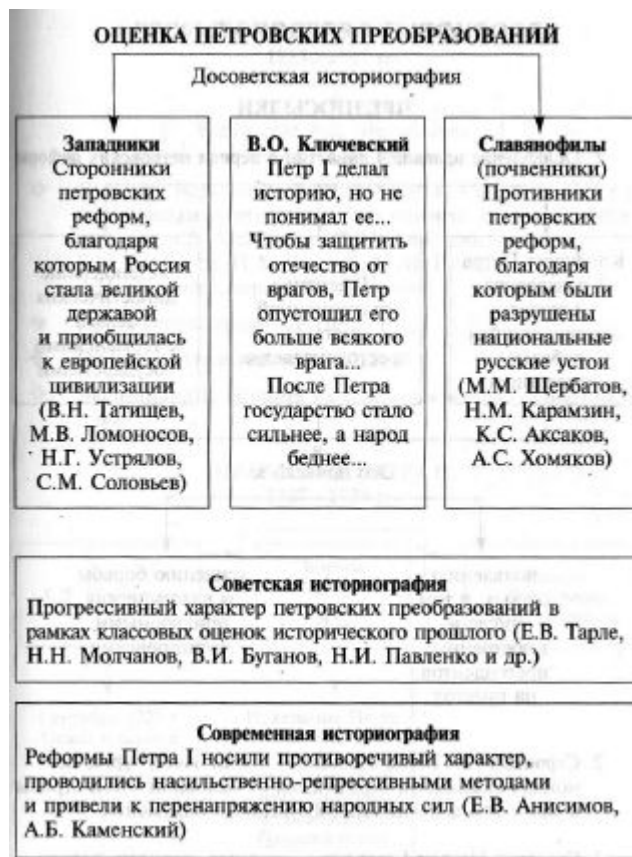 ОЦЕНКА ПЕТРОВСКИХ ПРЕОБРАЗОВАНИЙ
Досоветская историография
Западники
Сторонники
петровских
реформ,
благодаря
которым Россия
стала великой
державой
и приобщилась
к европейской
цивилизации
(В.Н. Татищев,
М.В. Ломоносов,
Н.Г. Устрялов,
С.М. Соловьев)
В.О. Ключевский
Петр I делал
историю, но не
понимал ее...
Чтобы защитить
отечество от
врагов, Петр
опустошил его
больше всякого
врага...
После Петра
государство стало
сильнее, а народ
беднее...
Славянофилы
(почвенники)
Противники
петровских
реформ,
благодаря
которым были
разрушены
национальные
русские устои
(М.М. Щербатов,
Н.М. Карамзин,
К.С. Аксаков,
А.С. Хомяков)
Советская историография
Прогрессивный характер петровских преобразований в
рамках классовых оценок исторического прошлого (Е.В. Тарле,
Н.Н. Молчанов, В.И. Буганов, Н.И. Павленко и др.)
Современная историография
Реформы Петра I носили противоречивый характер,
проводились насильственно-репрессивными методами
и привели к перенапряжению народных сил (Е.В. Анисимов,
А.Б. Каменский)